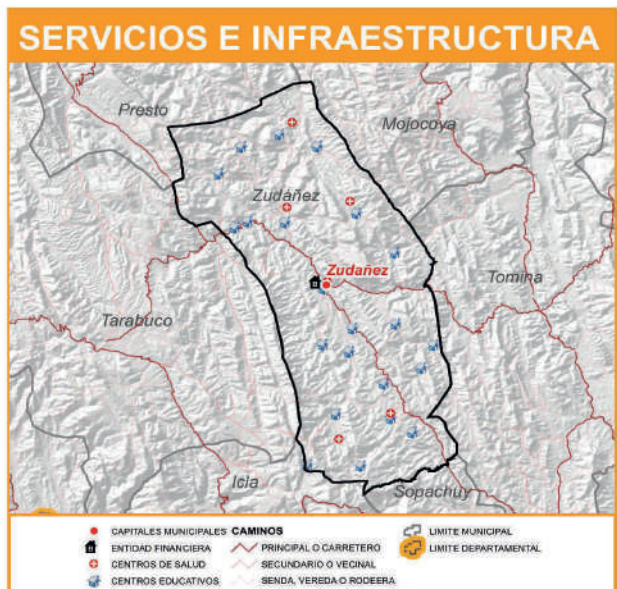 SERVICIOS E INFRAESTRUCTURA
Presto
Mojocoya
Zudáñez
Zudañez
Tomina
Tarabuco
Icla
Sopachuy
CAPITALES MUNICIPALES
ENTIDAD FINANCIERA
CENTROS DE SALUD
CENTROS EDUCATIVOS
CAMINOS
PRINCIPAL O CARRETERO
SECUNDARIO O VECINAL
SENDA, VEREDA O RODEERA
LIMITE MUNICIPAL
LIMITE DEPARTAMENTAL